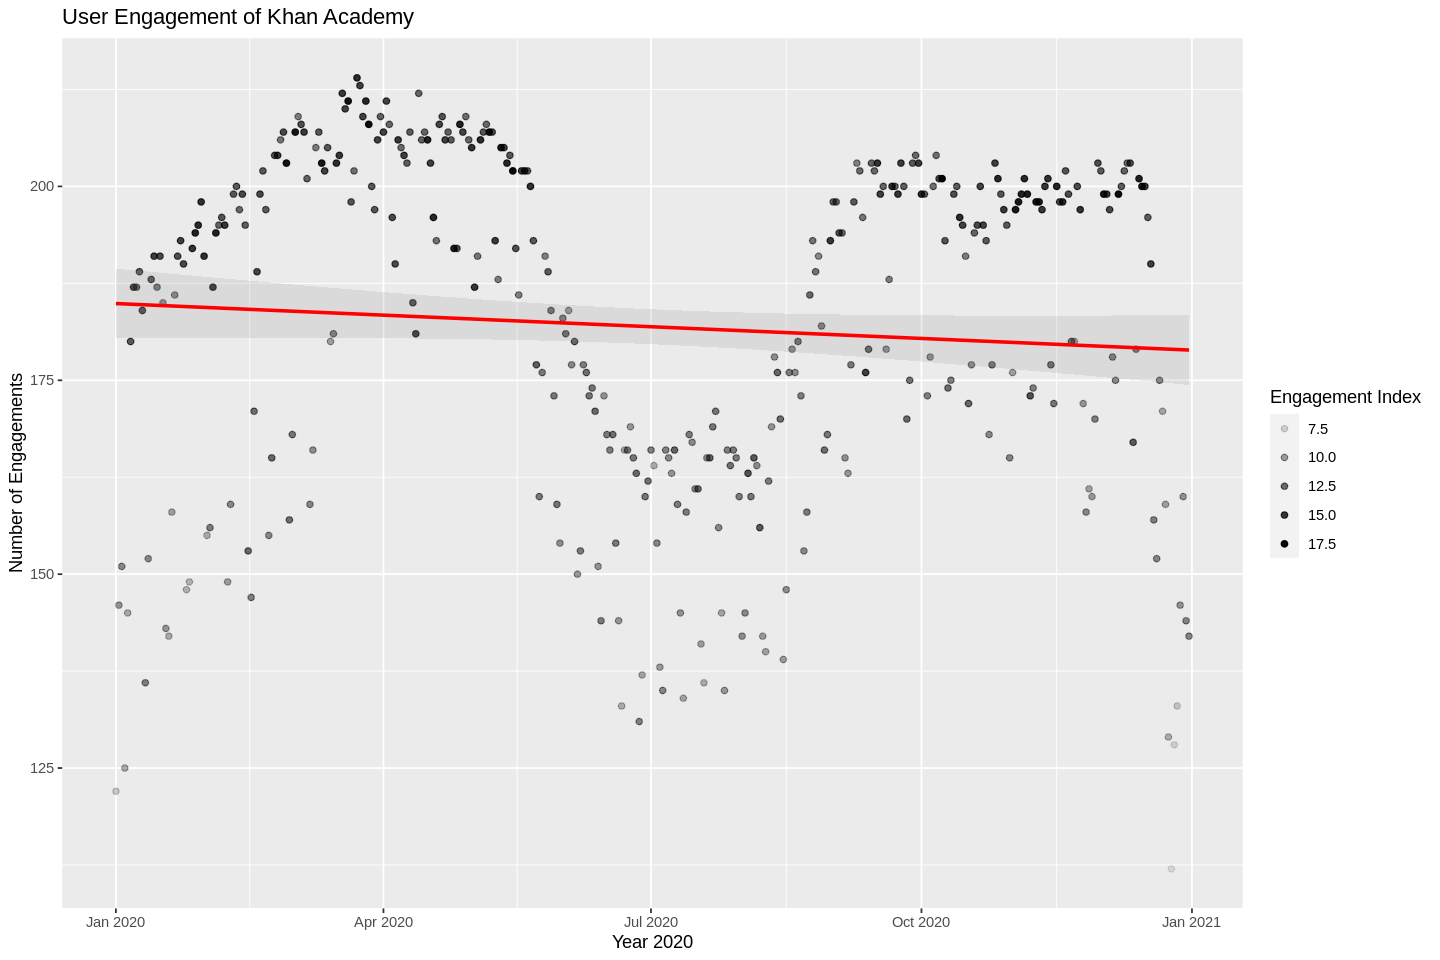 User Engagement of Khan Academy
Number of Engagements
200
175
150
125
Jan 2020
Apr 2020
Jul 2020
Oct 2020
Jan 2021
Year 2020
Engagement Index
7.5
10.0
12.5
15.0
17.5